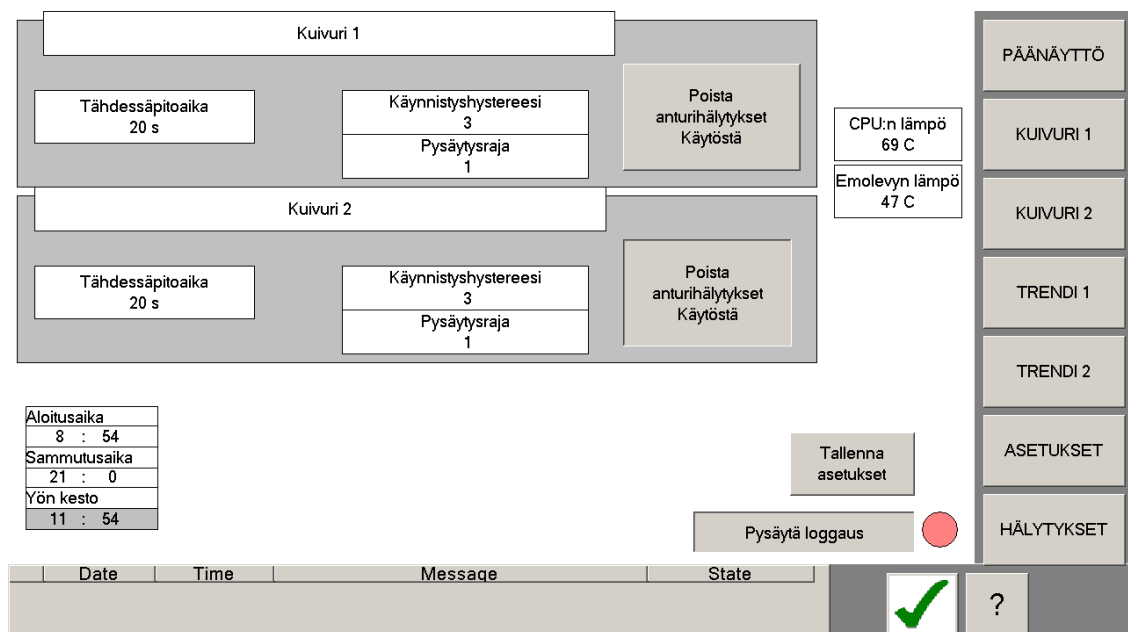 Kuivuri 1
Tähdessäpitoaika
20 s
Käynnistyshystereesi
3
Pysäytysraja
1
Poista
anturihälytykset
Käytöstä
CPU:n lämpö
69 C
Emolevyn lämpö
47 C
Kuivuri 2
Tähdessäpitoaika
20 s
Käynnistyshystereesi
3
Pysäytysraja
1
Poista
anturihälytykset
Käytöstä
Aloitusaika
8 : 54
Sammutusaika
21 : 0
Yön kesto
11 : 54
Tallenna
asetukset
Pysäytä loggaus
PÄÄNÄYTTÖ
KUIVURI 1
KUIVURI 2
TRENDI 1
TRENDI 2
ASETUKSET
HÄLYTYKSET
Date Time Message State
?